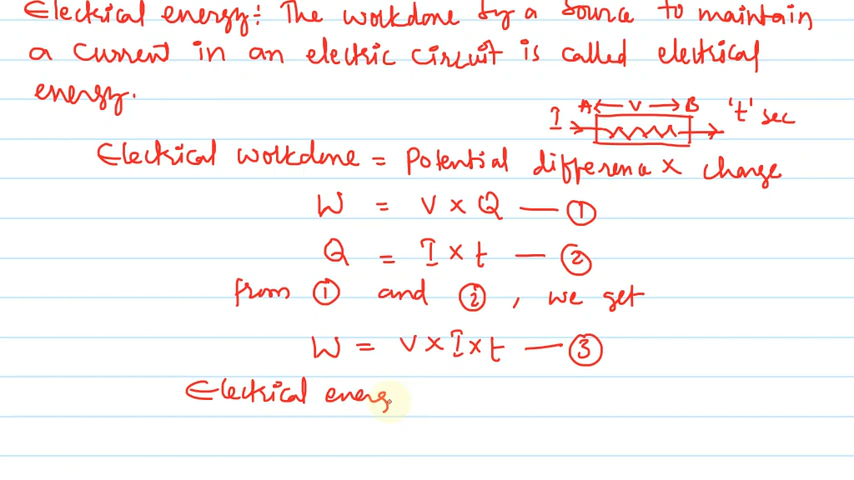 Electrical energy: The workdone by a source to maintain
a current in an electric circuit is called electrical
energy.
I A V B 't' sec
Electrical workdone = Potential difference × charge
W = V × Q — ①
Q = I × t — ②
from ① and ②, we get
W = V × I × t — ③
Electrical energy